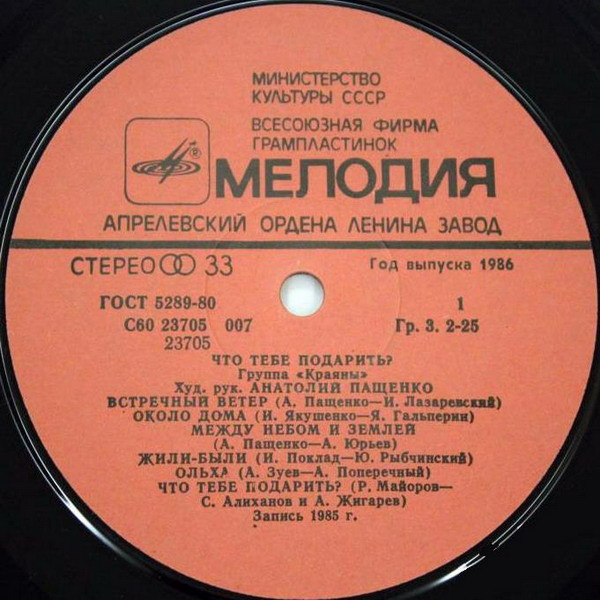 МИНИСТЕРСТВО
КУЛЬТУРЫ СССР
ВСЕСОЮЗНАЯ ФИРМА
ГРАМПЛАСТИНОК
МЕЛОДИЯ
АПРЕЛЕВСКИЙ ОРДЕНА ЛЕНИНА ЗАВОД
СТЕРЕО 33 Год выпуска 1986
ГОСТ 5289-80 1
С60 23705 007 Гр. 3. 2-25
23705
ЧТО ТЕБЕ ПОДАРИТЬ?
Группа «Краяны»
Худ. рук. АНАТОЛИЙ ПАЩЕНКО
ВСТРЕЧНЫЙ ВЕТЕР (А. Пащенко—И. Лазаревский)
ОКОЛО ДОМА (И. Якушенко—Я. Гальперин)
МЕЖДУ НЕБОМ И ЗЕМЛЕЙ
(А. Пащенко—А. Юрьев)
ЖИЛИ-БЫЛИ (И. Поклад—Ю. Рыбчинский)
ОЛЬХА (А. Зуев—А. Поперечный)
ЧТО ТЕБЕ ПОДАРИТЬ? (Р. Майоров—
С. Алиханов и А. Жигарев)
Запись 1985 г.